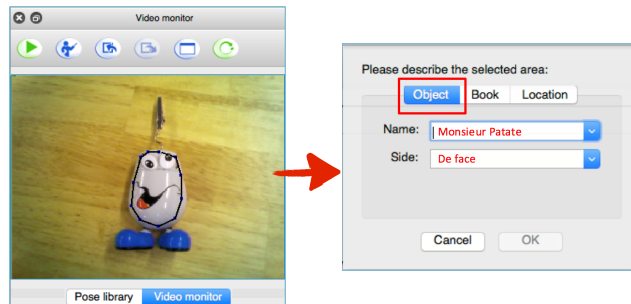 Video monitor
Pose library
Video monitor
Please describe the selected area:
Object
Book
Location
Name:
Monsieur Patate
Side:
De face
Cancel
OK